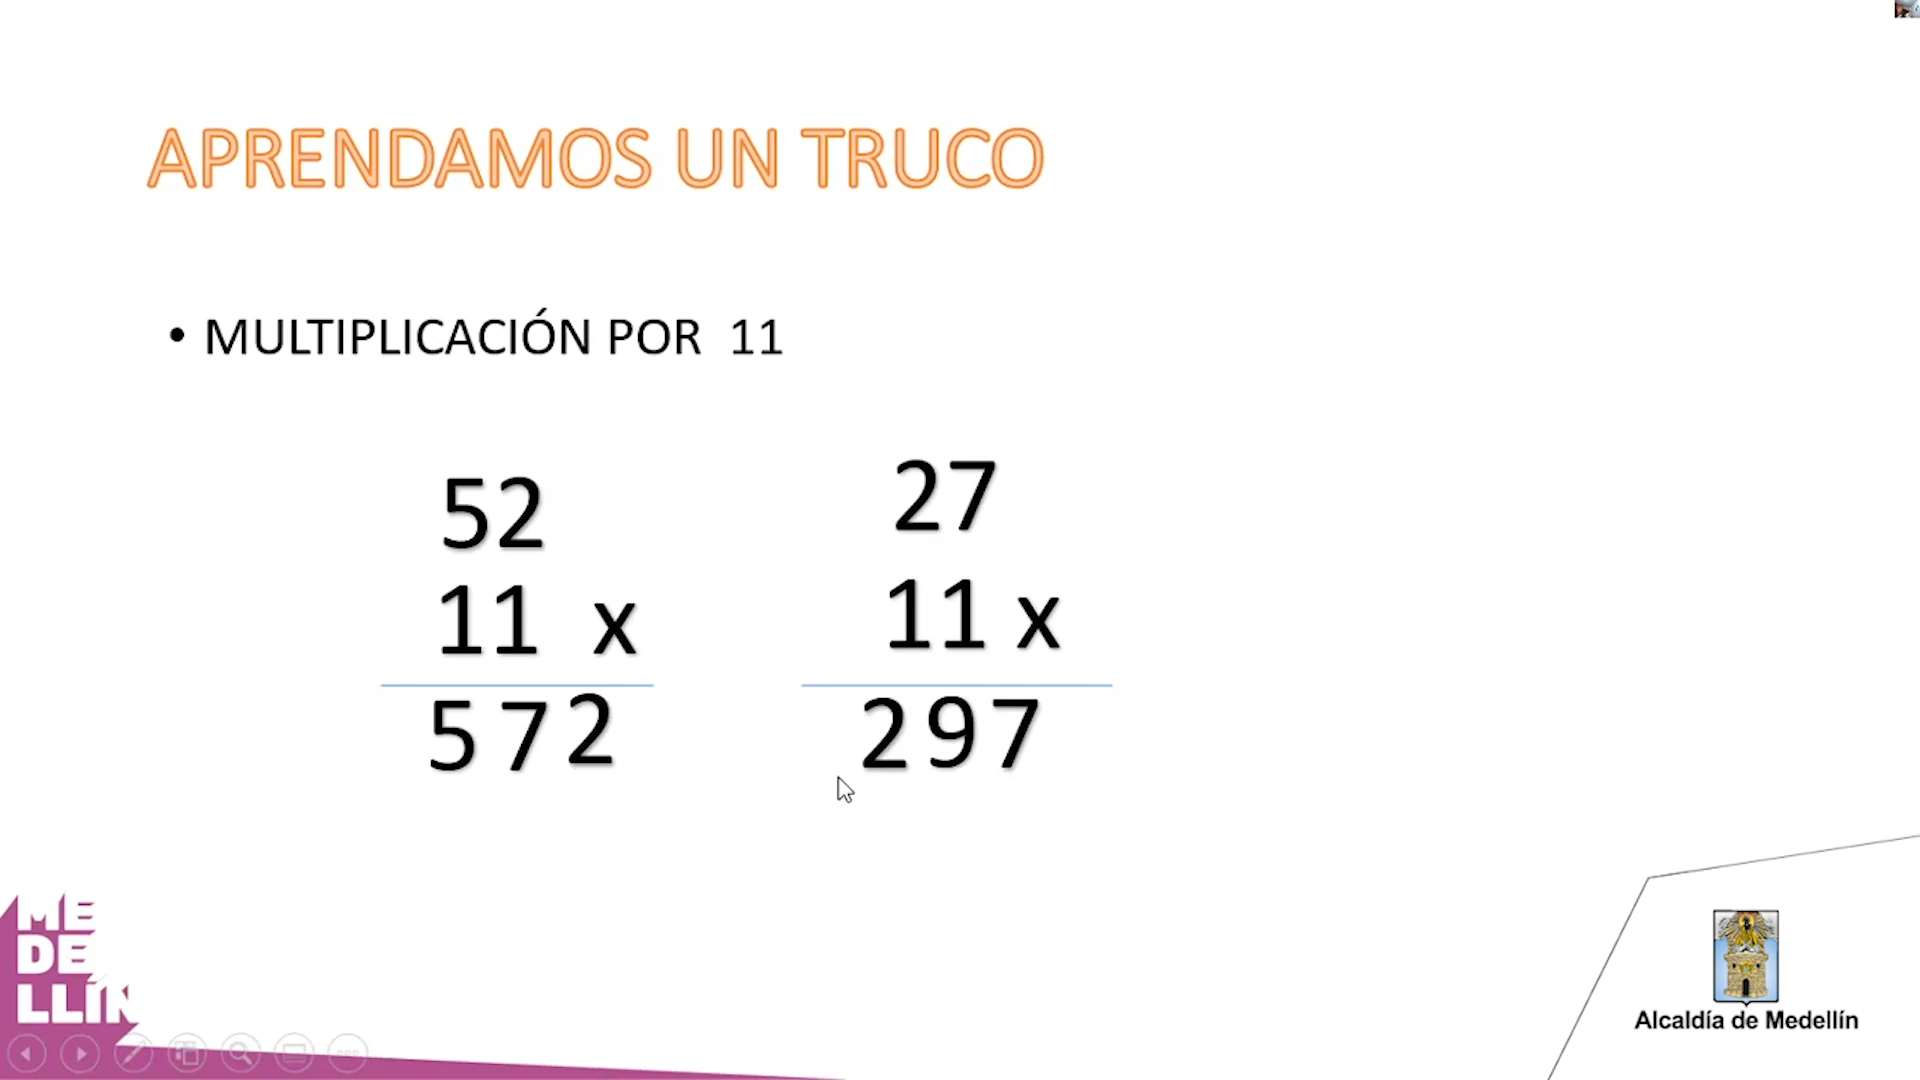 APRENDAMOS UN TRUCO
• MULTIPLICACIÓN POR 11
52
11 x
572
27
11 x
297
ME
DE
LLÍN
Alcaldía de Medellín